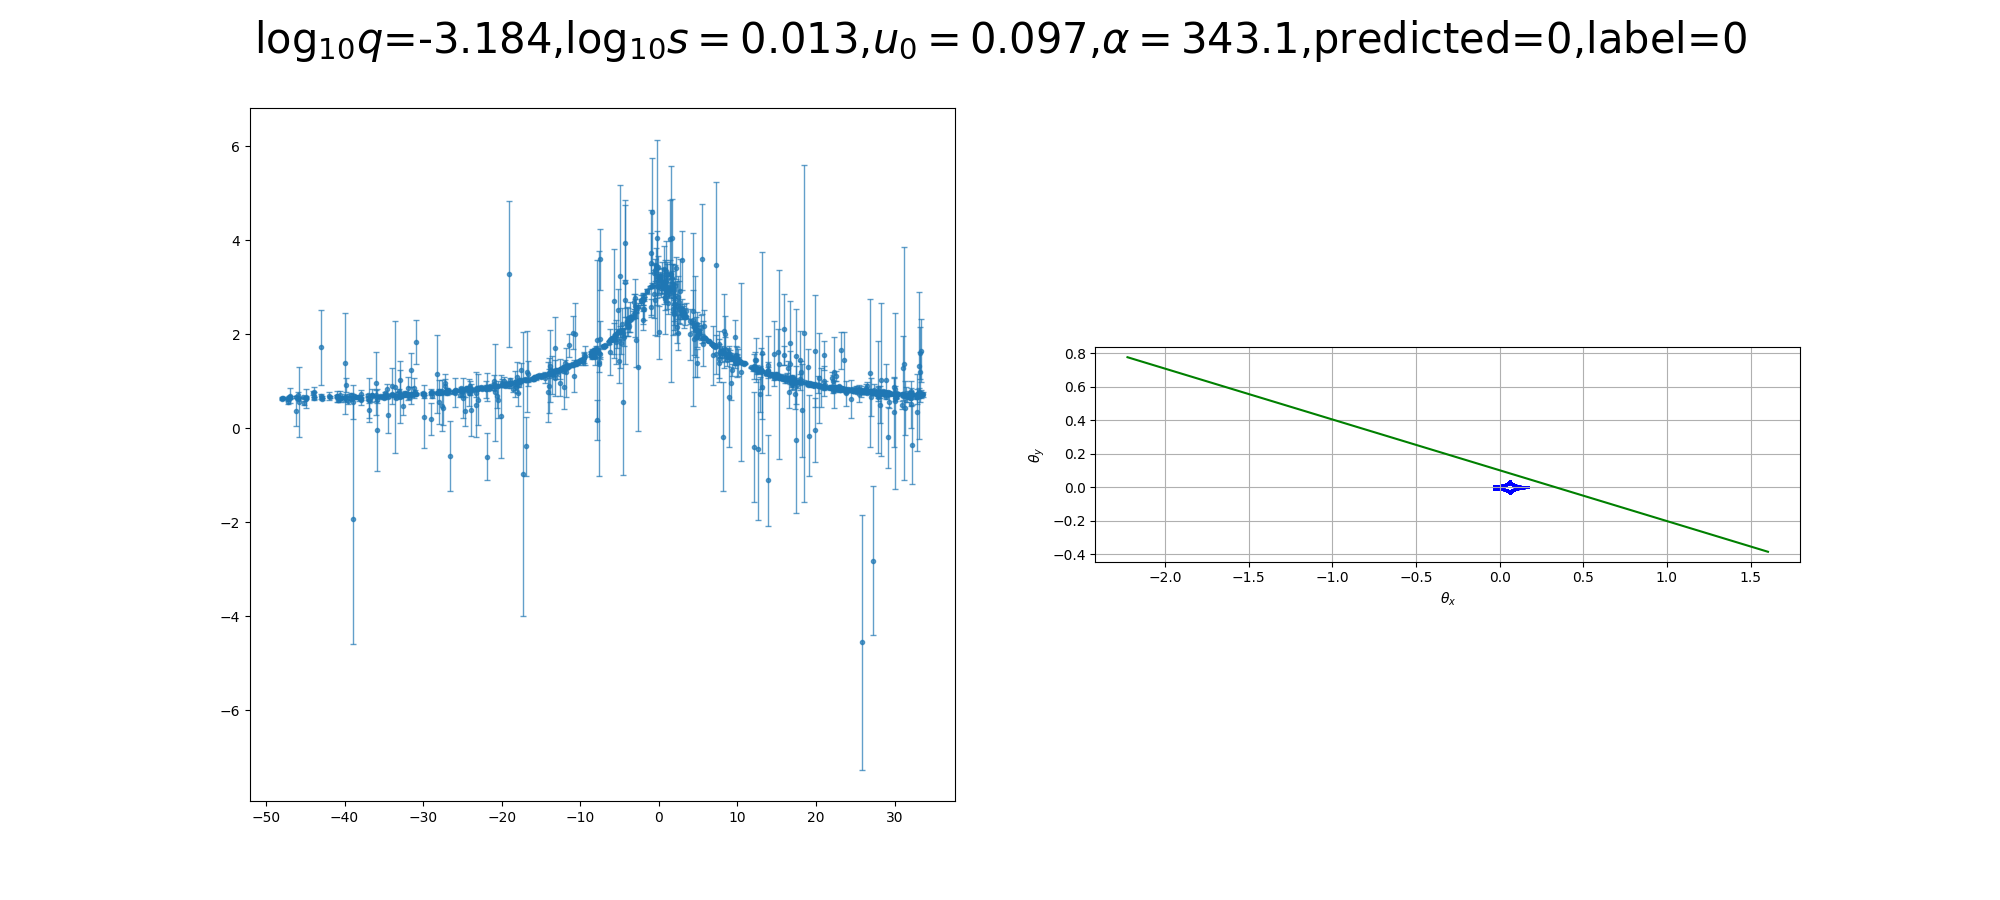 log₁₀q=-3.184,log₁₀s = 0.013,u₀ = 0.097,α = 343.1,predicted=0,label=0
6
4
2
0
−2
−4
−6
−50 −40 −30 −20 −10 0 10 20 30
0.8
0.6
0.4
0.2
0.0
−0.2
−0.4
θy
−2.0 −1.5 −1.0 −0.5 0.0 0.5 1.0 1.5
θx